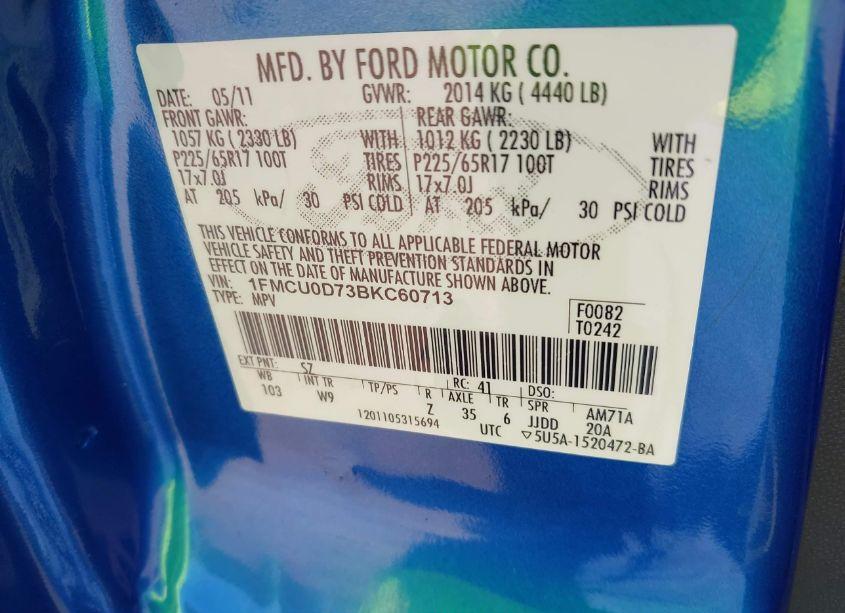 MFD. BY FORD MOTOR CO.
DATE: 05/11 GVWR: 2014 KG ( 4440 LB)
FRONT GAWR: REAR GAWR:
1057 KG ( 2330 LB) WITH 1012 KG ( 2230 LB) WITH
P225/65R17 100T TIRES P225/65R17 100T TIRES
17x7.0J RIMS 17x7.0J RIMS
AT 205 kPa/ 30 PSI COLD AT 205 kPa/ 30 PSI COLD
THIS VEHICLE CONFORMS TO ALL APPLICABLE FEDERAL MOTOR
VEHICLE SAFETY AND THEFT PREVENTION STANDARDS IN
EFFECT ON THE DATE OF MANUFACTURE SHOWN ABOVE.
VIN: 1FMCU0D73BKC60713
TYPE: MPV
F0082
T0242
EXT PNT: SZ RC: 41 DSO:
WB INT TR TP/PS R AXLE TR SPR AM71A
103 W9 Z 35 6 JJDD 20A
1201105315694 UTC ▽5U5A-1520472-BA